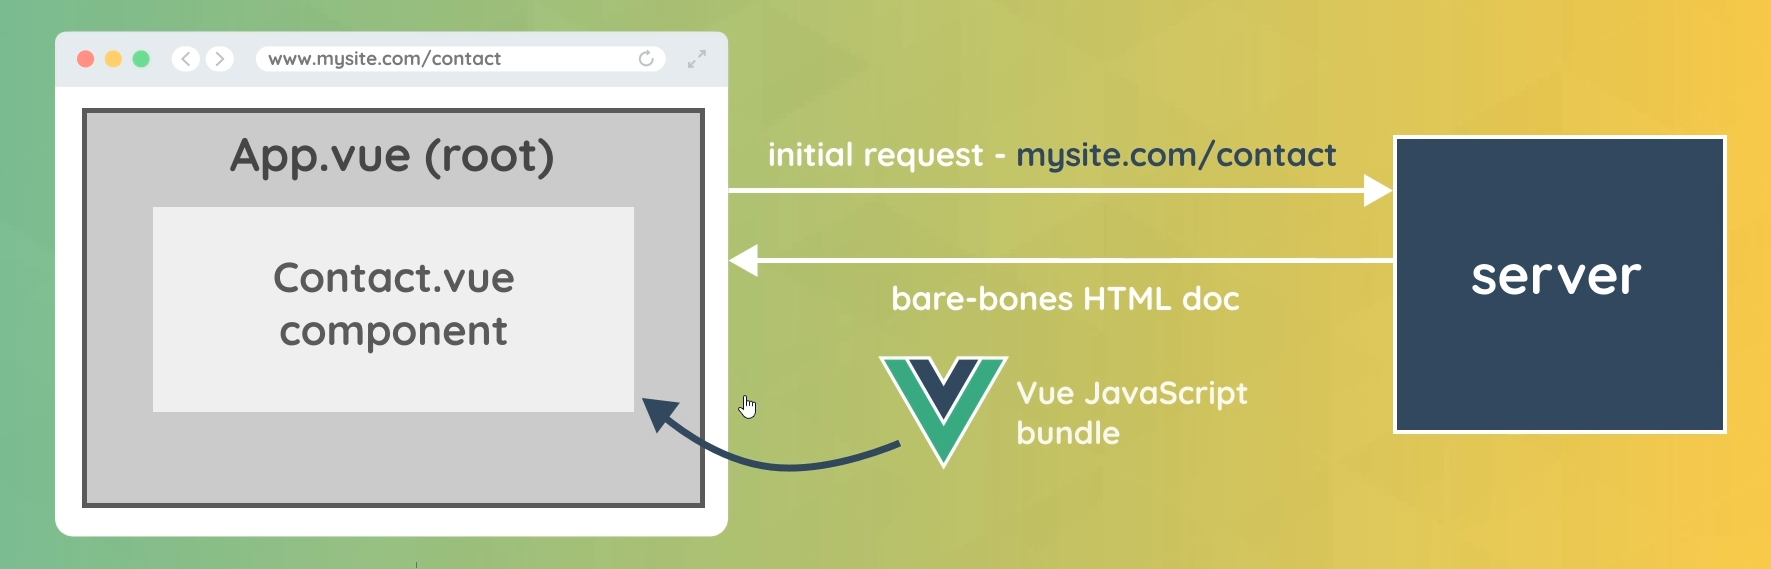 www.mysite.com/contact
App.vue (root)
Contact.vue
component
initial request - mysite.com/contact
bare-bones HTML doc
Vue JavaScript
bundle
server